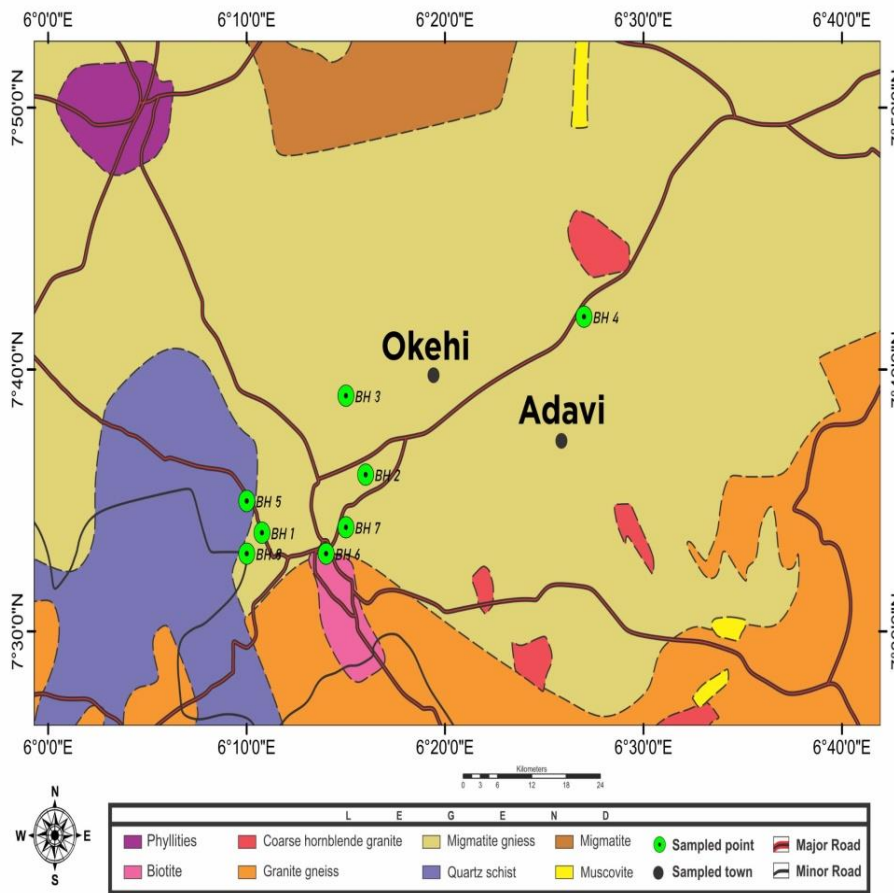 6°0'0"E 6°10'0"E 6°20'0"E 6°30'0"E 6°40'0"E
7°50'0"N
7°40'0"N
BH 4
Okehi
BH 3
Adavi
BH 2
BH 5
BH 7
BH 1
BH 8
BH 6
7°30'0"N
6°0'0"E 6°10'0"E 6°20'0"E 6°30'0"E 6°40'0"E
Kilometers
0 3 6 12 18 24
N
W E
S
L E G E N D
Phyllities Coarse hornblende granite Migmatite gniess Migmatite Sampled point Major Road
Biotite Granite gneiss Quartz schist Muscovite Sampled town Minor Road